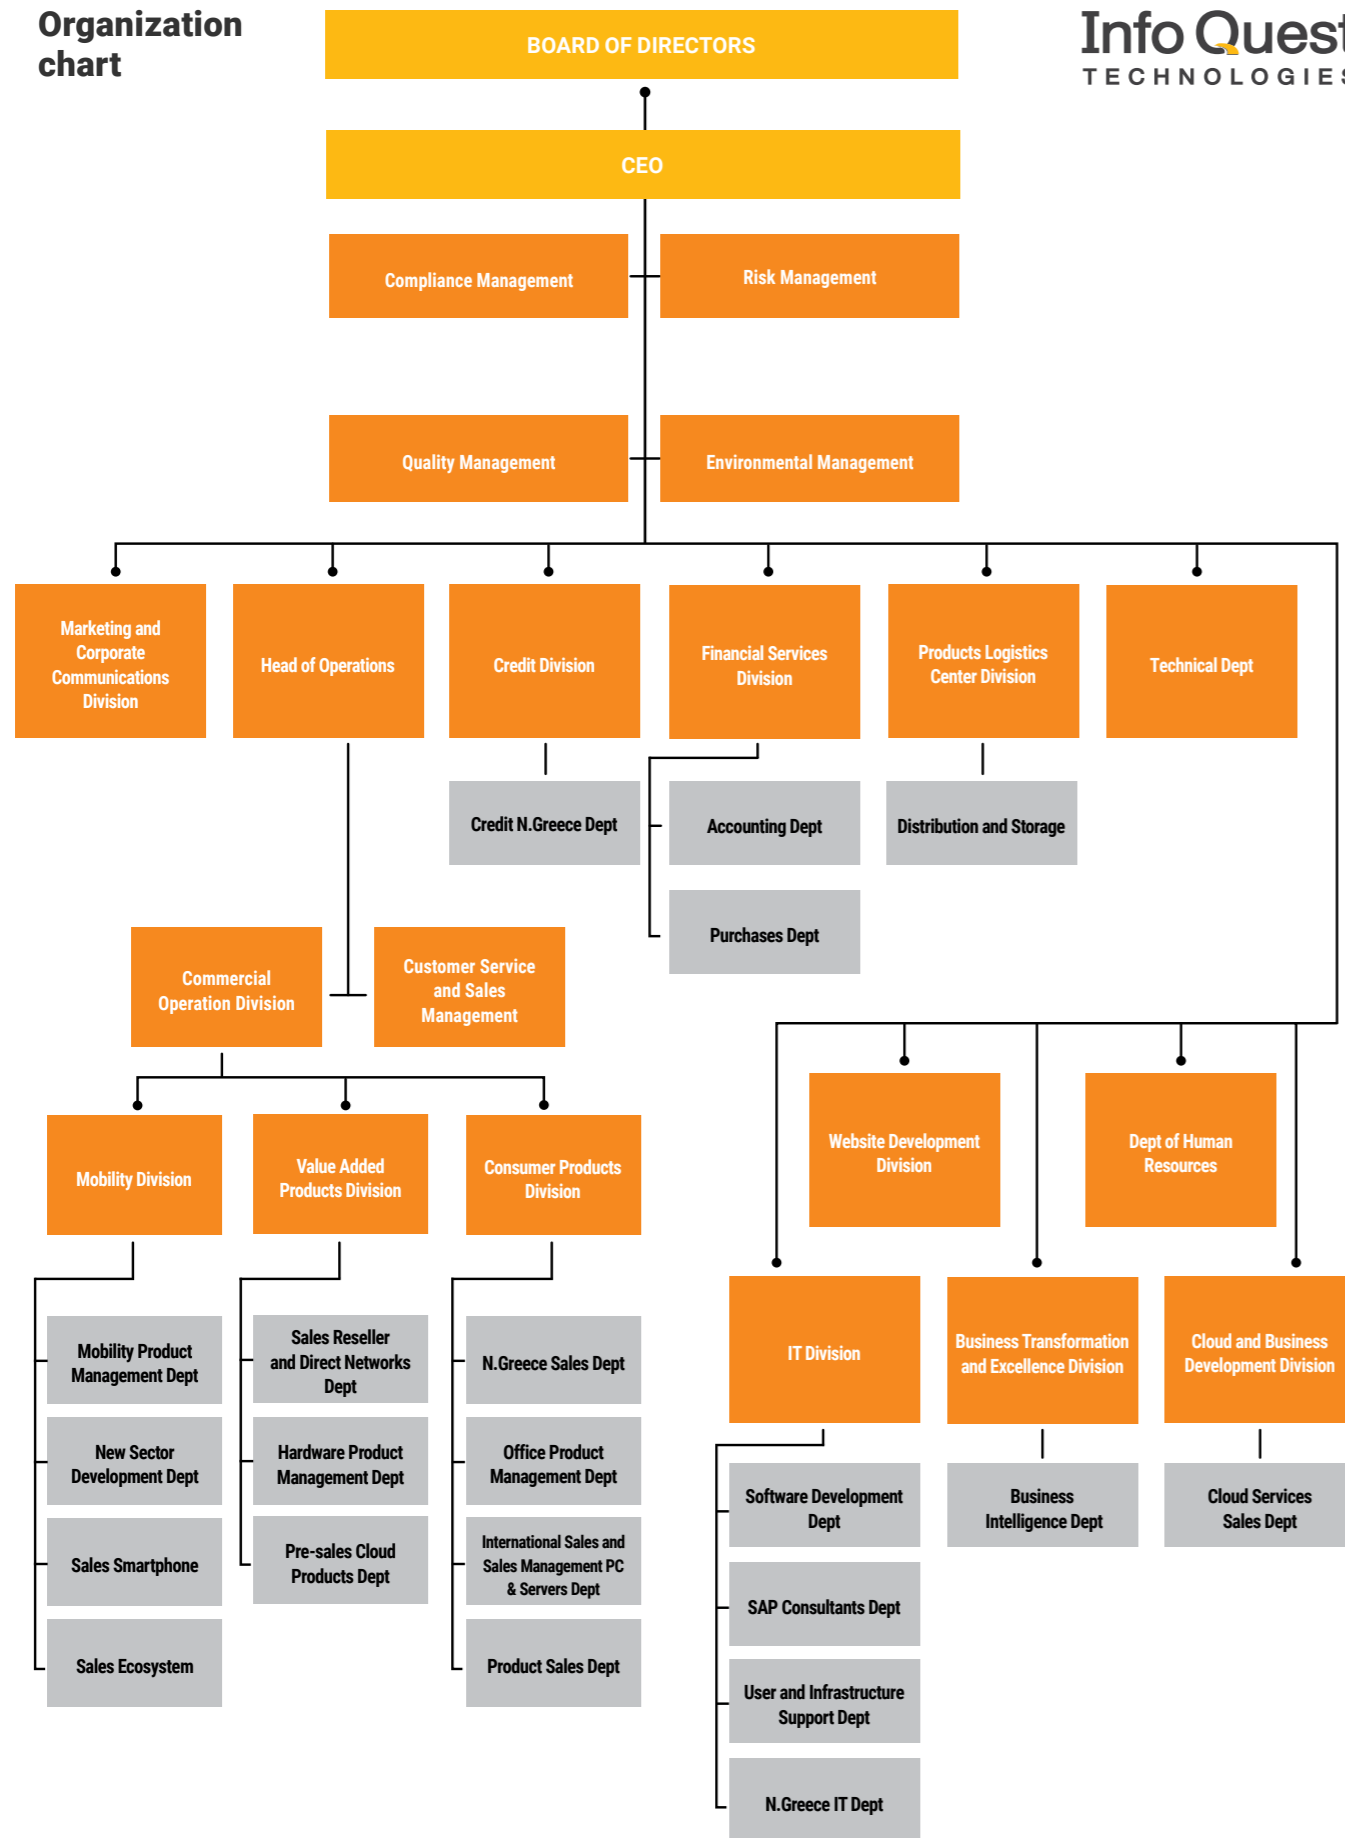 Organization
chart
Info Quest
TECHNOLOGIES
BOARD OF DIRECTORS
CEO
Compliance Management
Risk Management
Quality Management
Environmental Management
Marketing and
Corporate
Communications
Division
Head of Operations
Credit Division
Financial Services
Division
Products Logistics
Center Division
Technical Dept
Credit N.Greece Dept
Accounting Dept
Distribution and Storage
Purchases Dept
Commercial
Operation Division
Customer Service
and Sales
Management
Mobility Division
Value Added
Products Division
Consumer Products
Division
Website Development
Division
Dept of Human
Resources
Mobility Product
Management Dept
New Sector
Development Dept
Sales Smartphone
Sales Ecosystem
Sales Reseller
and Direct Networks
Dept
Hardware Product
Management Dept
Pre-sales Cloud
Products Dept
N.Greece Sales Dept
Office Product
Management Dept
International Sales and
Sales Management PC
& Servers Dept
Product Sales Dept
IT Division
Business Transformation
and Excellence Division
Cloud and Business
Development Division
Software Development
Dept
SAP Consultants Dept
User and Infrastructure
Support Dept
N.Greece IT Dept
Business
Intelligence Dept
Cloud Services
Sales Dept